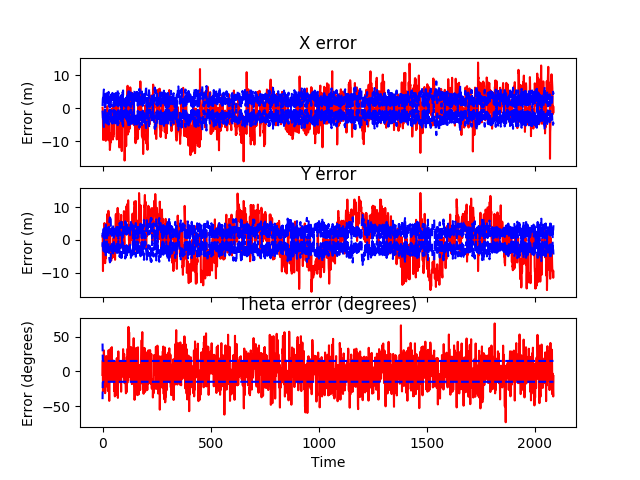 X error
Error (m)
10
0
−10
Y error
Error (m)
10
0
−10
Theta error (degrees)
Error (degrees)
50
0
−50
0 500 1000 1500 2000
Time